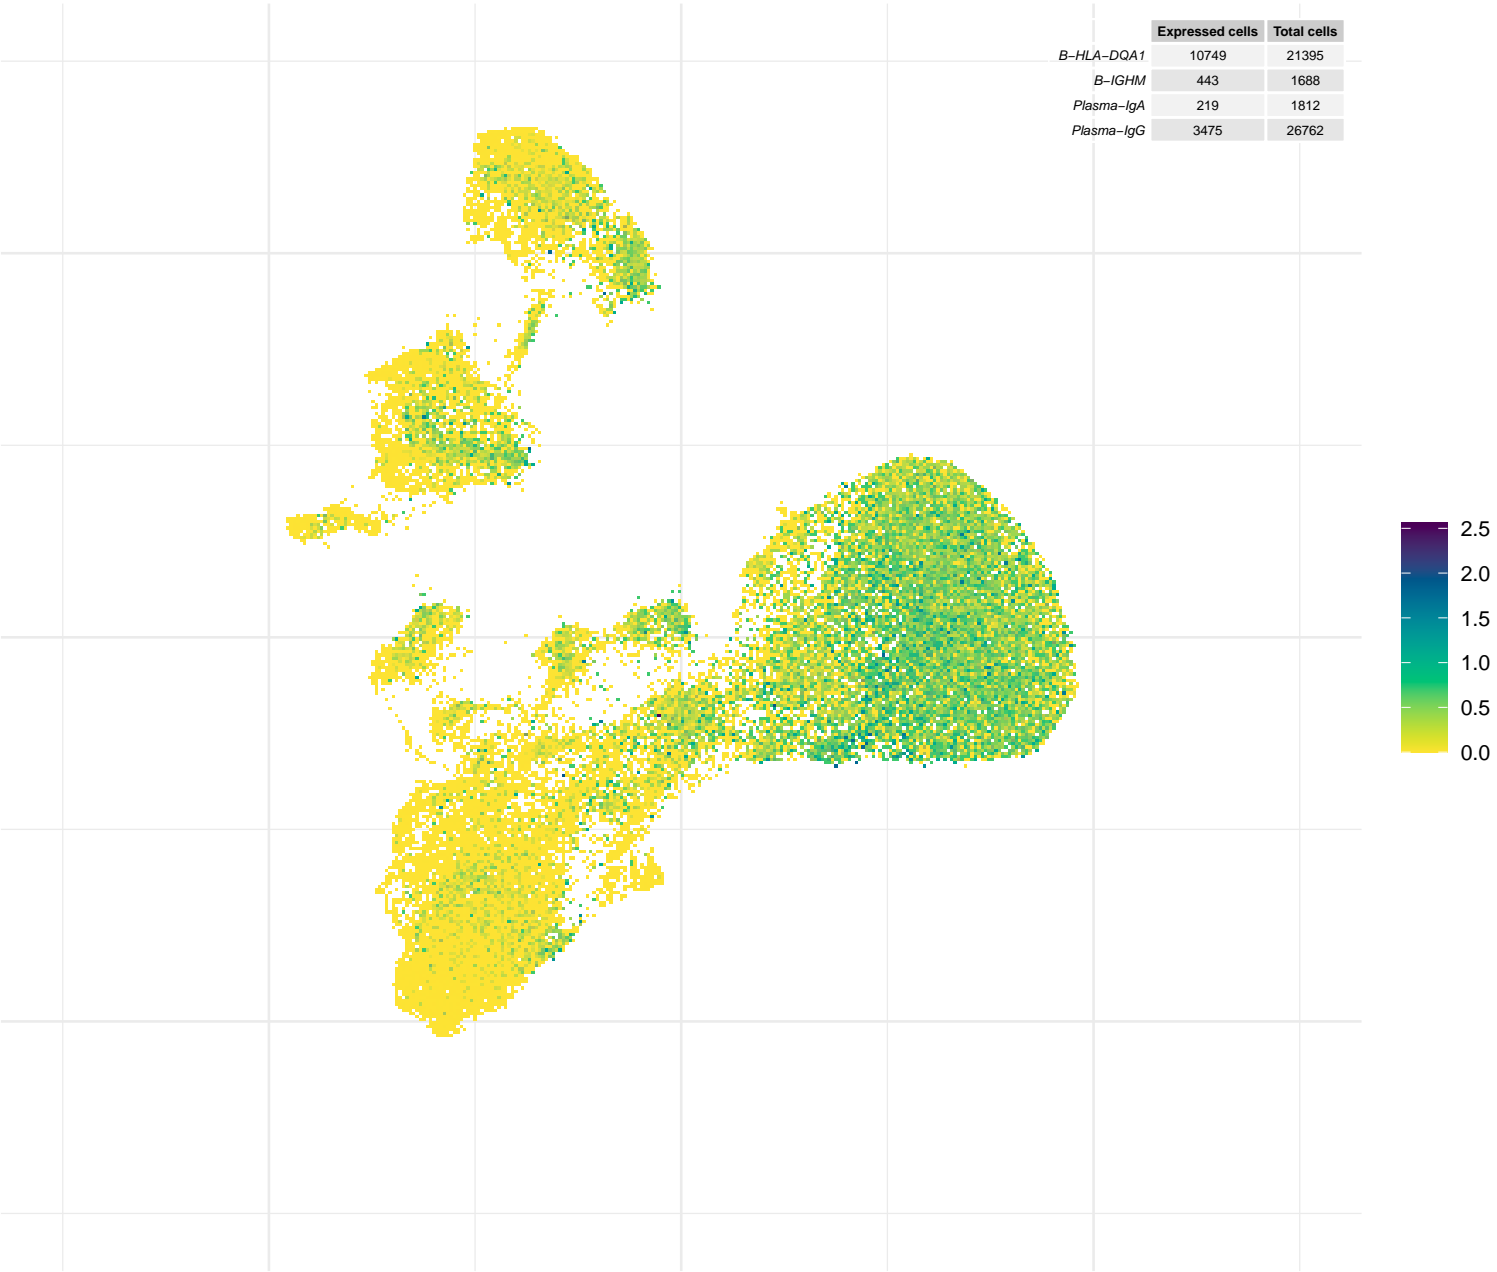 Expressed cells Total cells
B−HLA−DQA1 10749 21395
B−IGHM 443 1688
Plasma−IgA 219 1812
Plasma−IgG 3475 26762
2.5
2.0
1.5
1.0
0.5
0.0